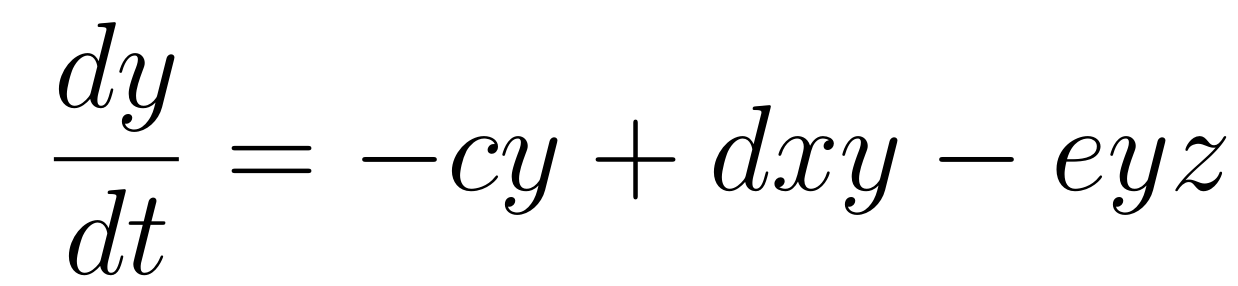 dy/dt = −cy + dxy − eyz